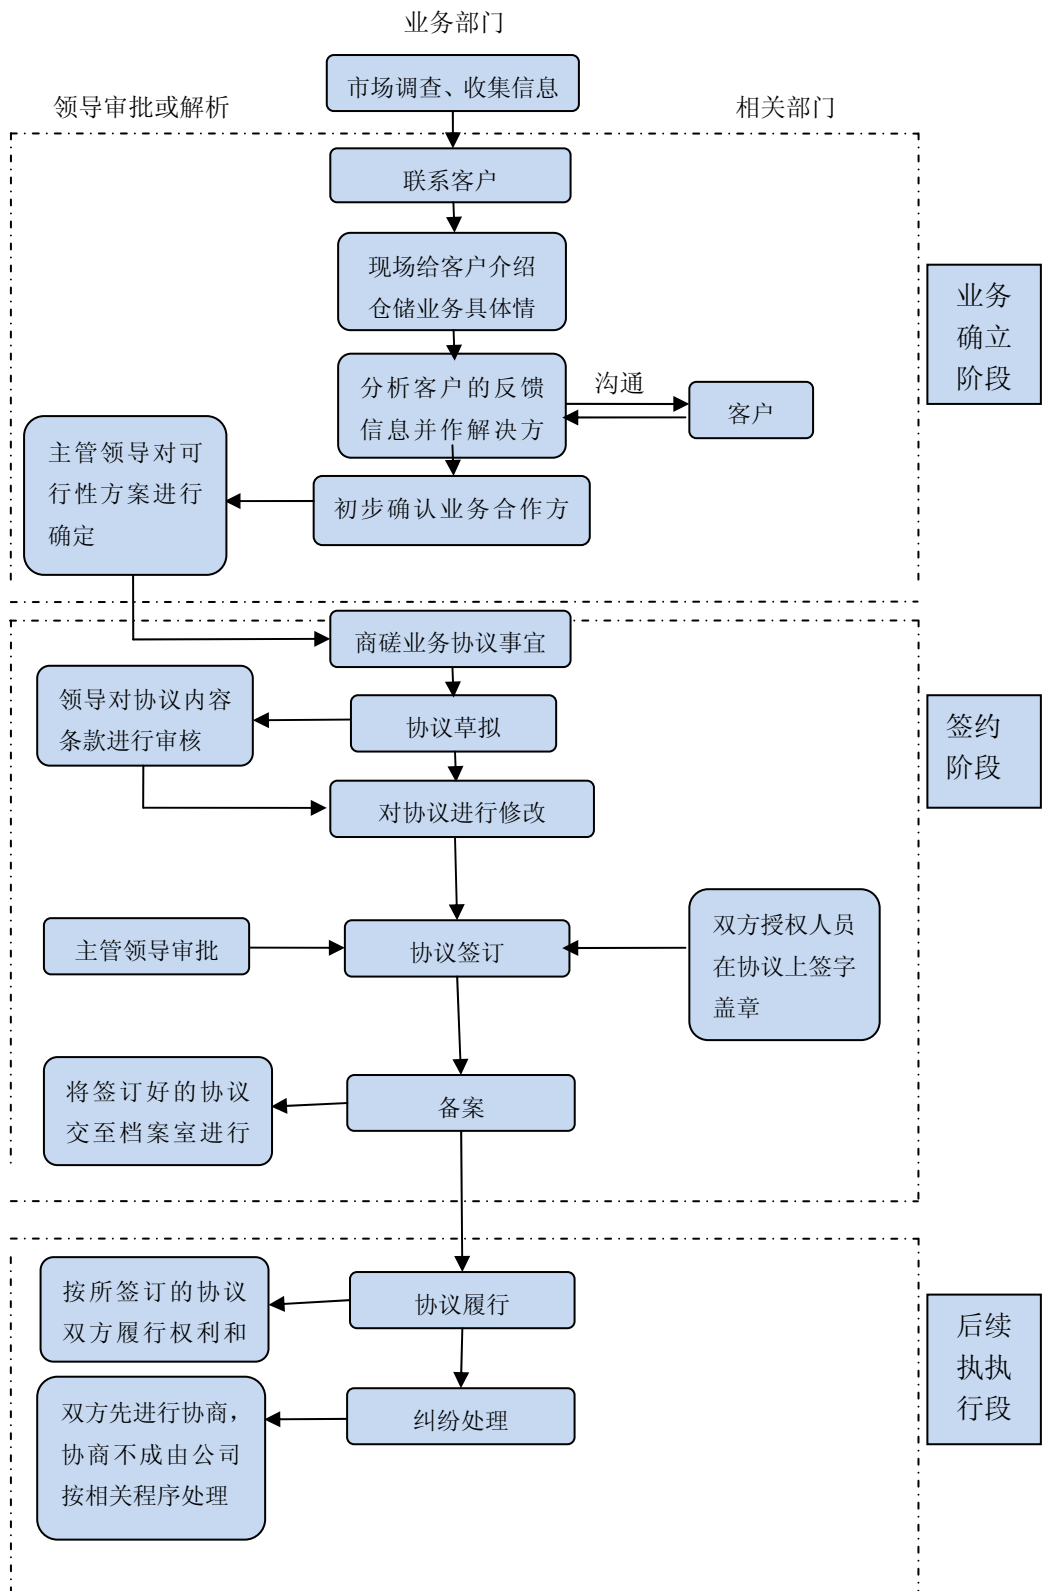 业务部门
市场调查、收集信息
领导审批或解析
相关部门
联系客户
现场给客户介绍
仓储业务具体情
业务
确立
阶段
分析客户的反馈
信息并作解决方
沟通
客户
主管领导对可
行性方案进行
确定
初步确认业务合作方
商磋业务协议事宜
领导对协议内容
条款进行审核
协议草拟
签约
阶段
对协议进行修改
主管领导审批
协议签订
双方授权人员
在协议上签字
盖章
将签订好的协议
交至档案室进行
备案
按所签订的协议
双方履行权利和
协议履行
后续
执执
行段
双方先进行协商，
协商不成由公司
按相关程序处理
纠纷处理